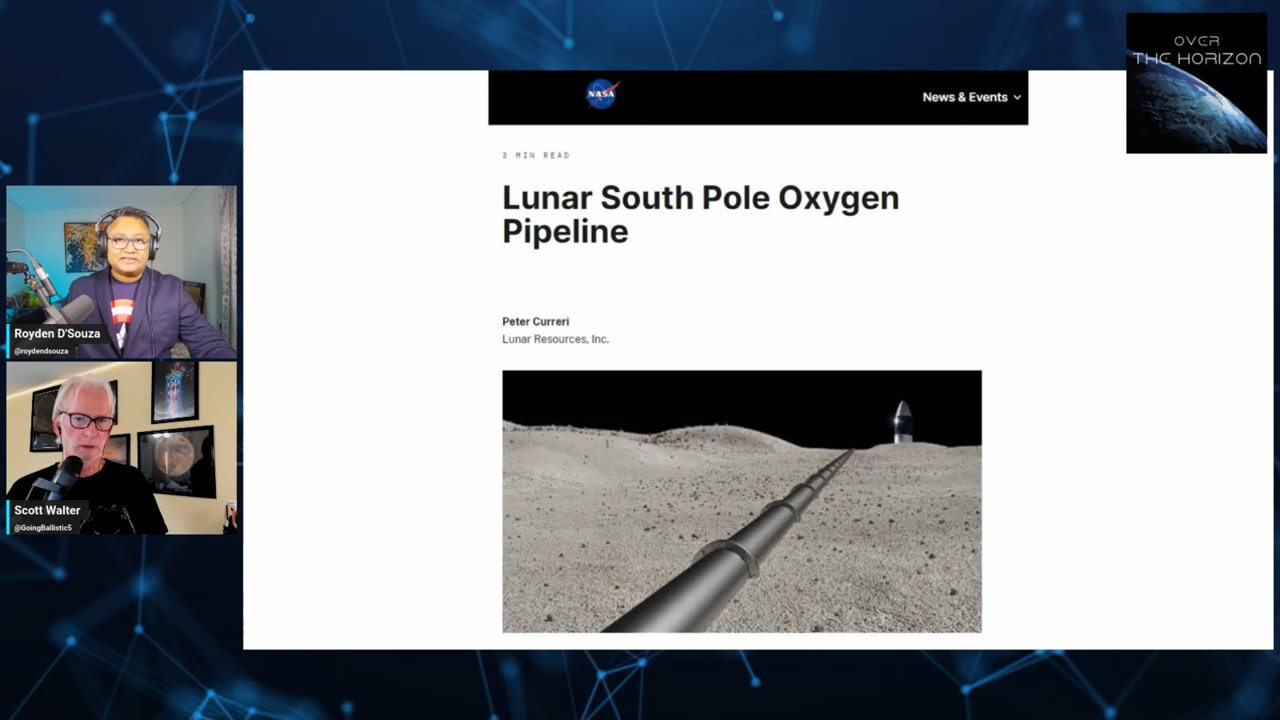 OVER
THE HORIZON
NASA
News & Events
3 MIN READ
Lunar South Pole Oxygen
Pipeline
Peter Curreri
Lunar Resources, Inc.
Royden D'Souza
@roydendsouza
Scott Walter
@GoingBallistic5